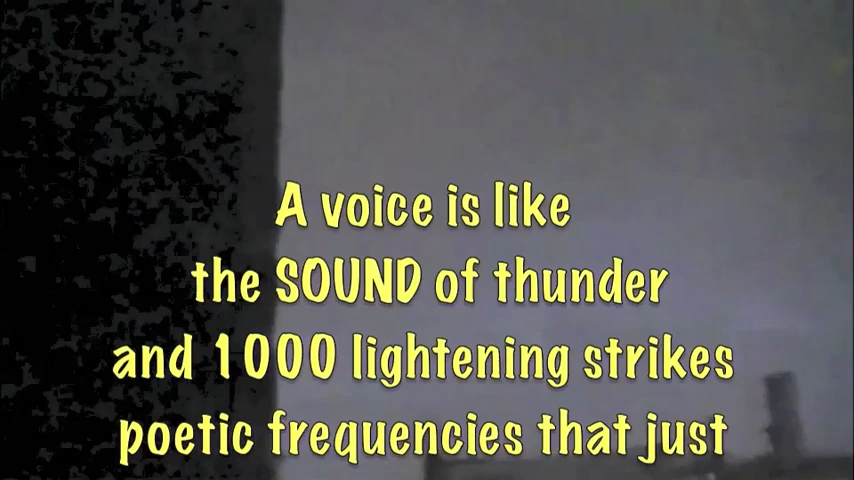 A voice is like
the SOUND of thunder
and 1000 lightening strikes
poetic frequencies that just